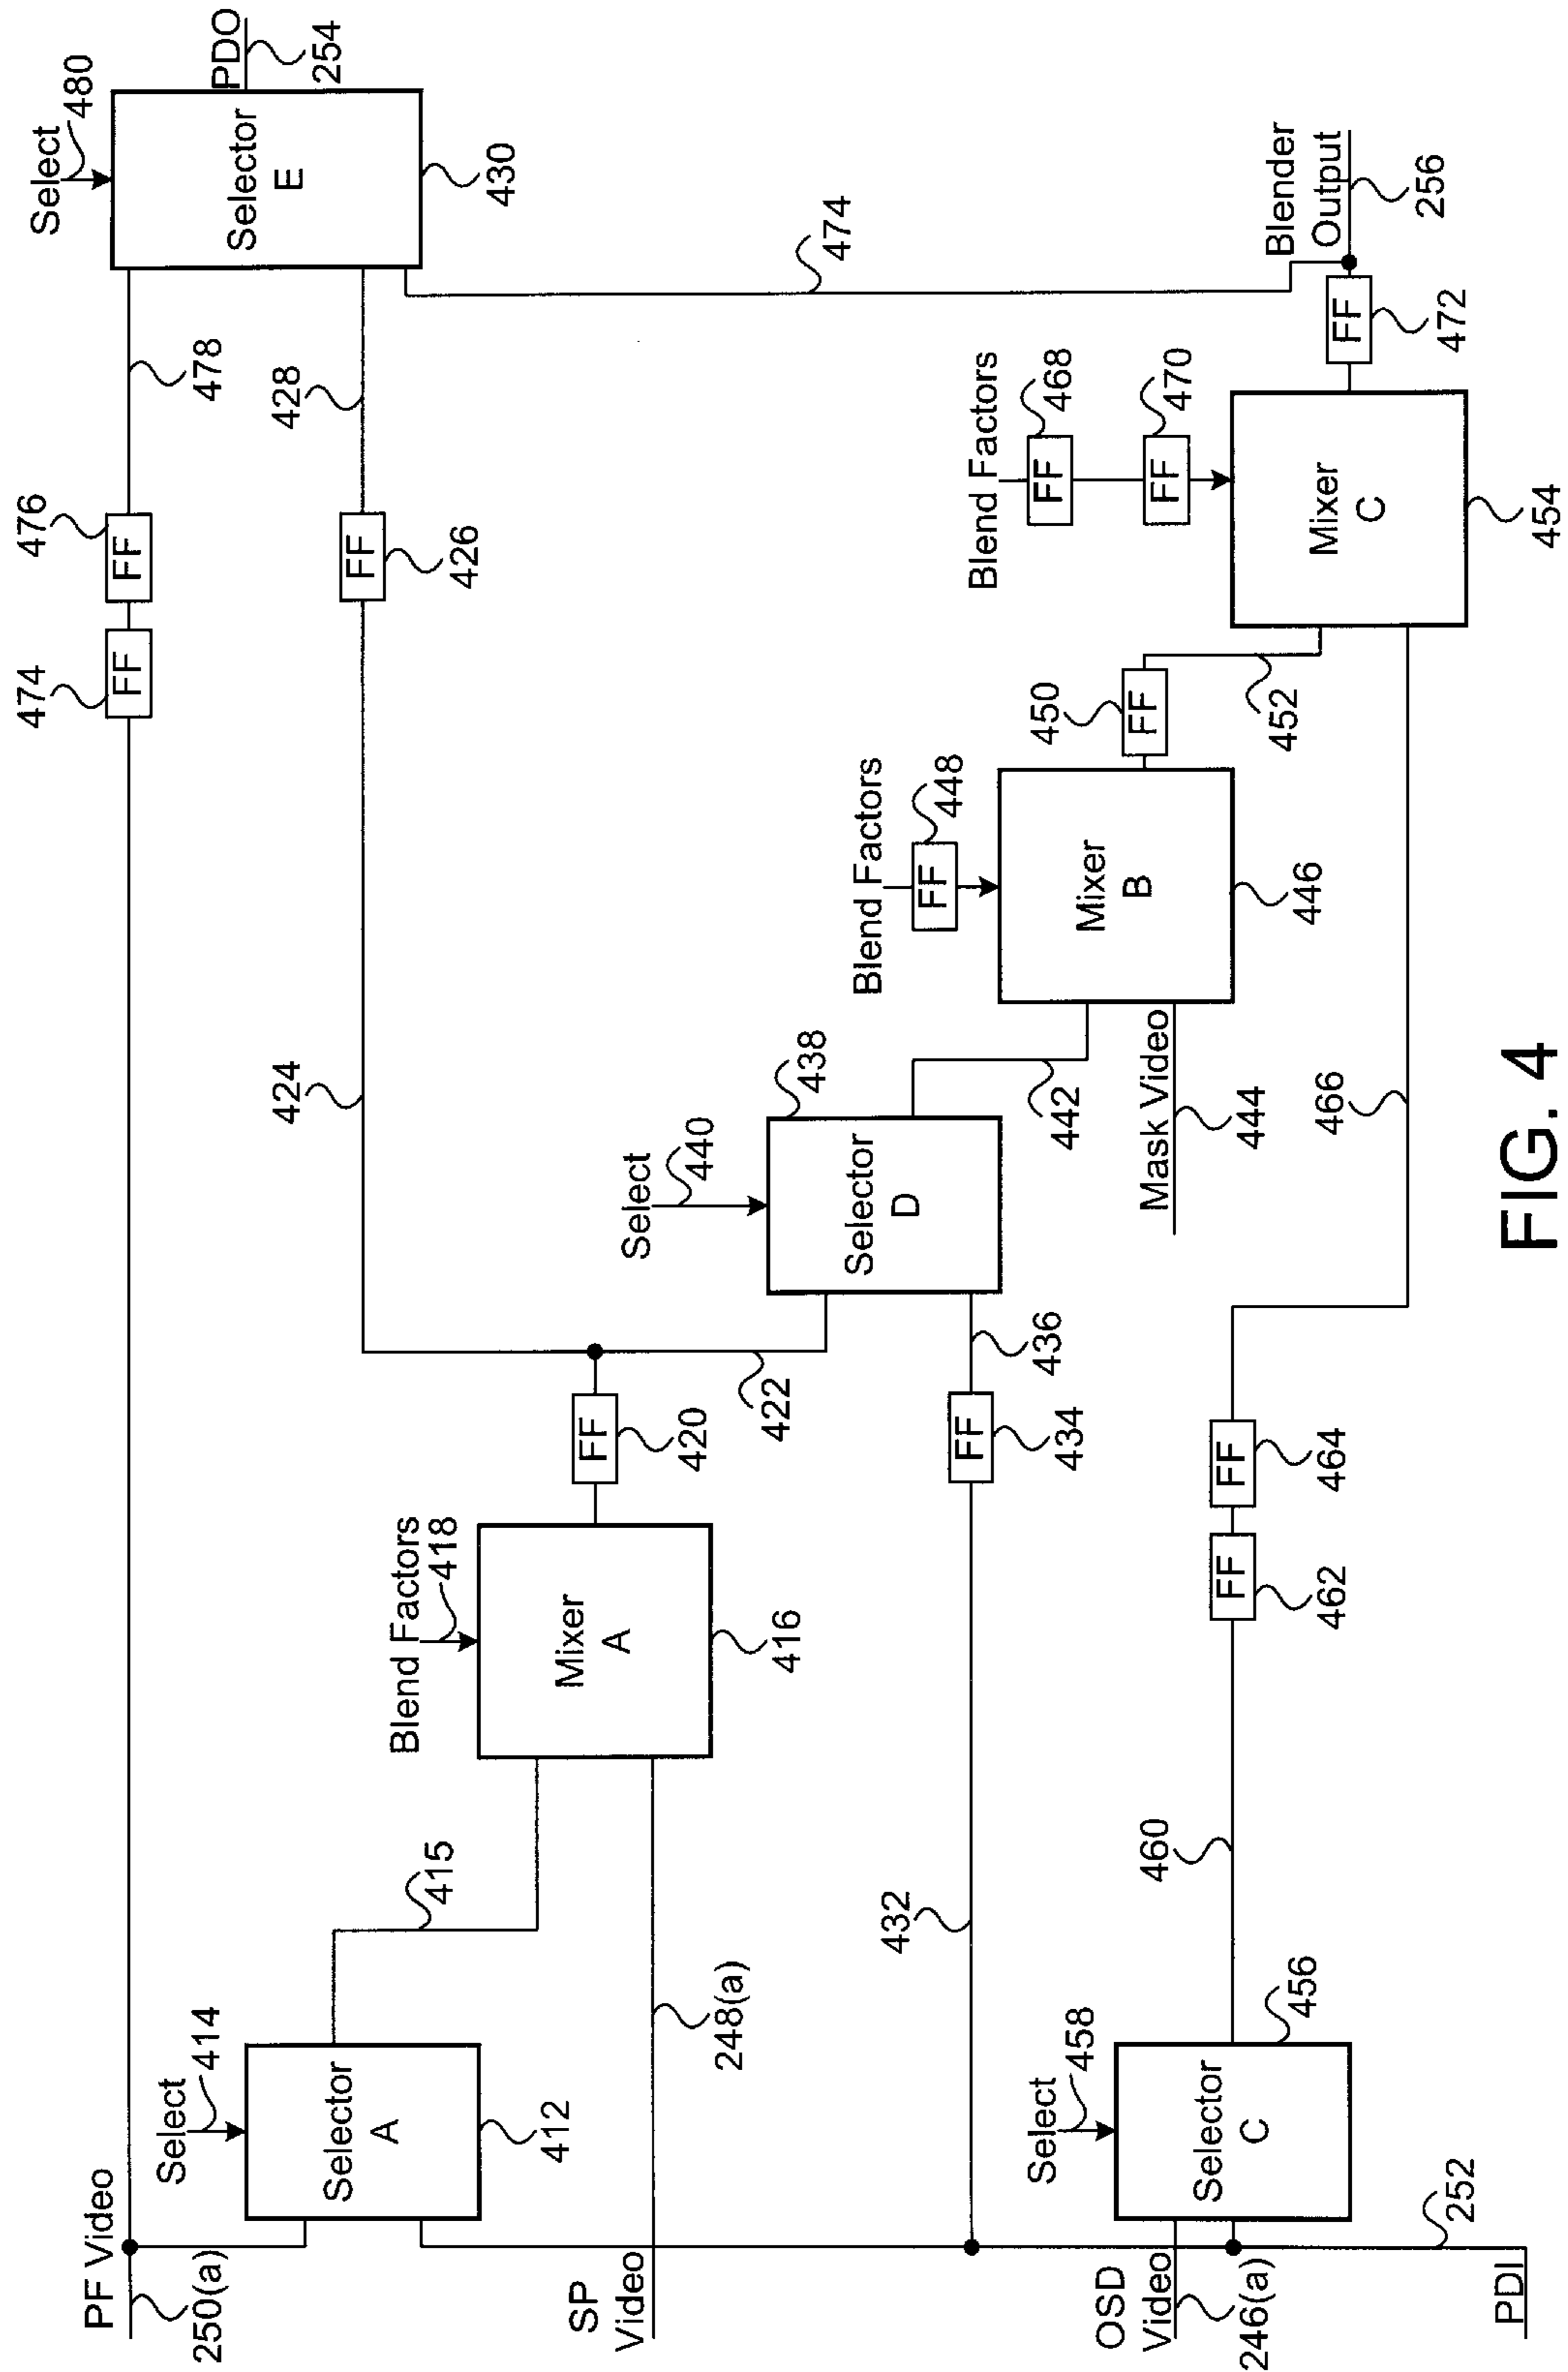 PF Video
250(a)
474
FF
476
FF
478
Select
480
Selector
E
430
PDO
254
Select
414
Selector
A
412
415
SP
Video
248(a)
Blend Factors
418
Mixer
A
416
FF
420
422
424
FF
426
428
432
FF
434
436
Select
440
Selector
D
438
442
Mask Video
444
Blend Factors
FF
448
Mixer
B
446
FF
450
452
OSD
Video
246(a)
PDI
252
Select
458
Selector
C
456
460
FF
462
FF
464
466
Blend Factors
FF
468
FF
470
Mixer
C
454
FF
472
474
Blender
Output
256
FIG. 4